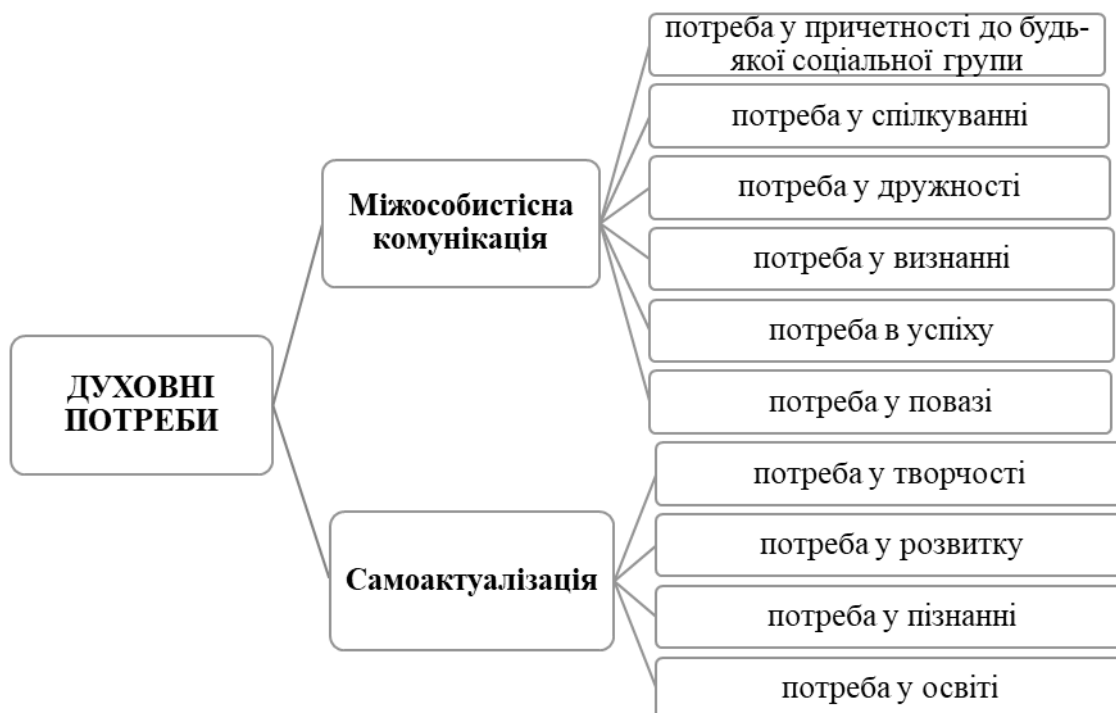 ДУХОВНІ
ПОТРЕБИ
Міжособистісна
комунікація
потреба у причетності до будь-
якої соціальної групи
потреба у спілкуванні
потреба у дружності
потреба у визнанні
потреба в успіху
потреба у повазі
Самоактуалізація
потреба у творчості
потреба у розвитку
потреба у пізнанні
потреба у освіті